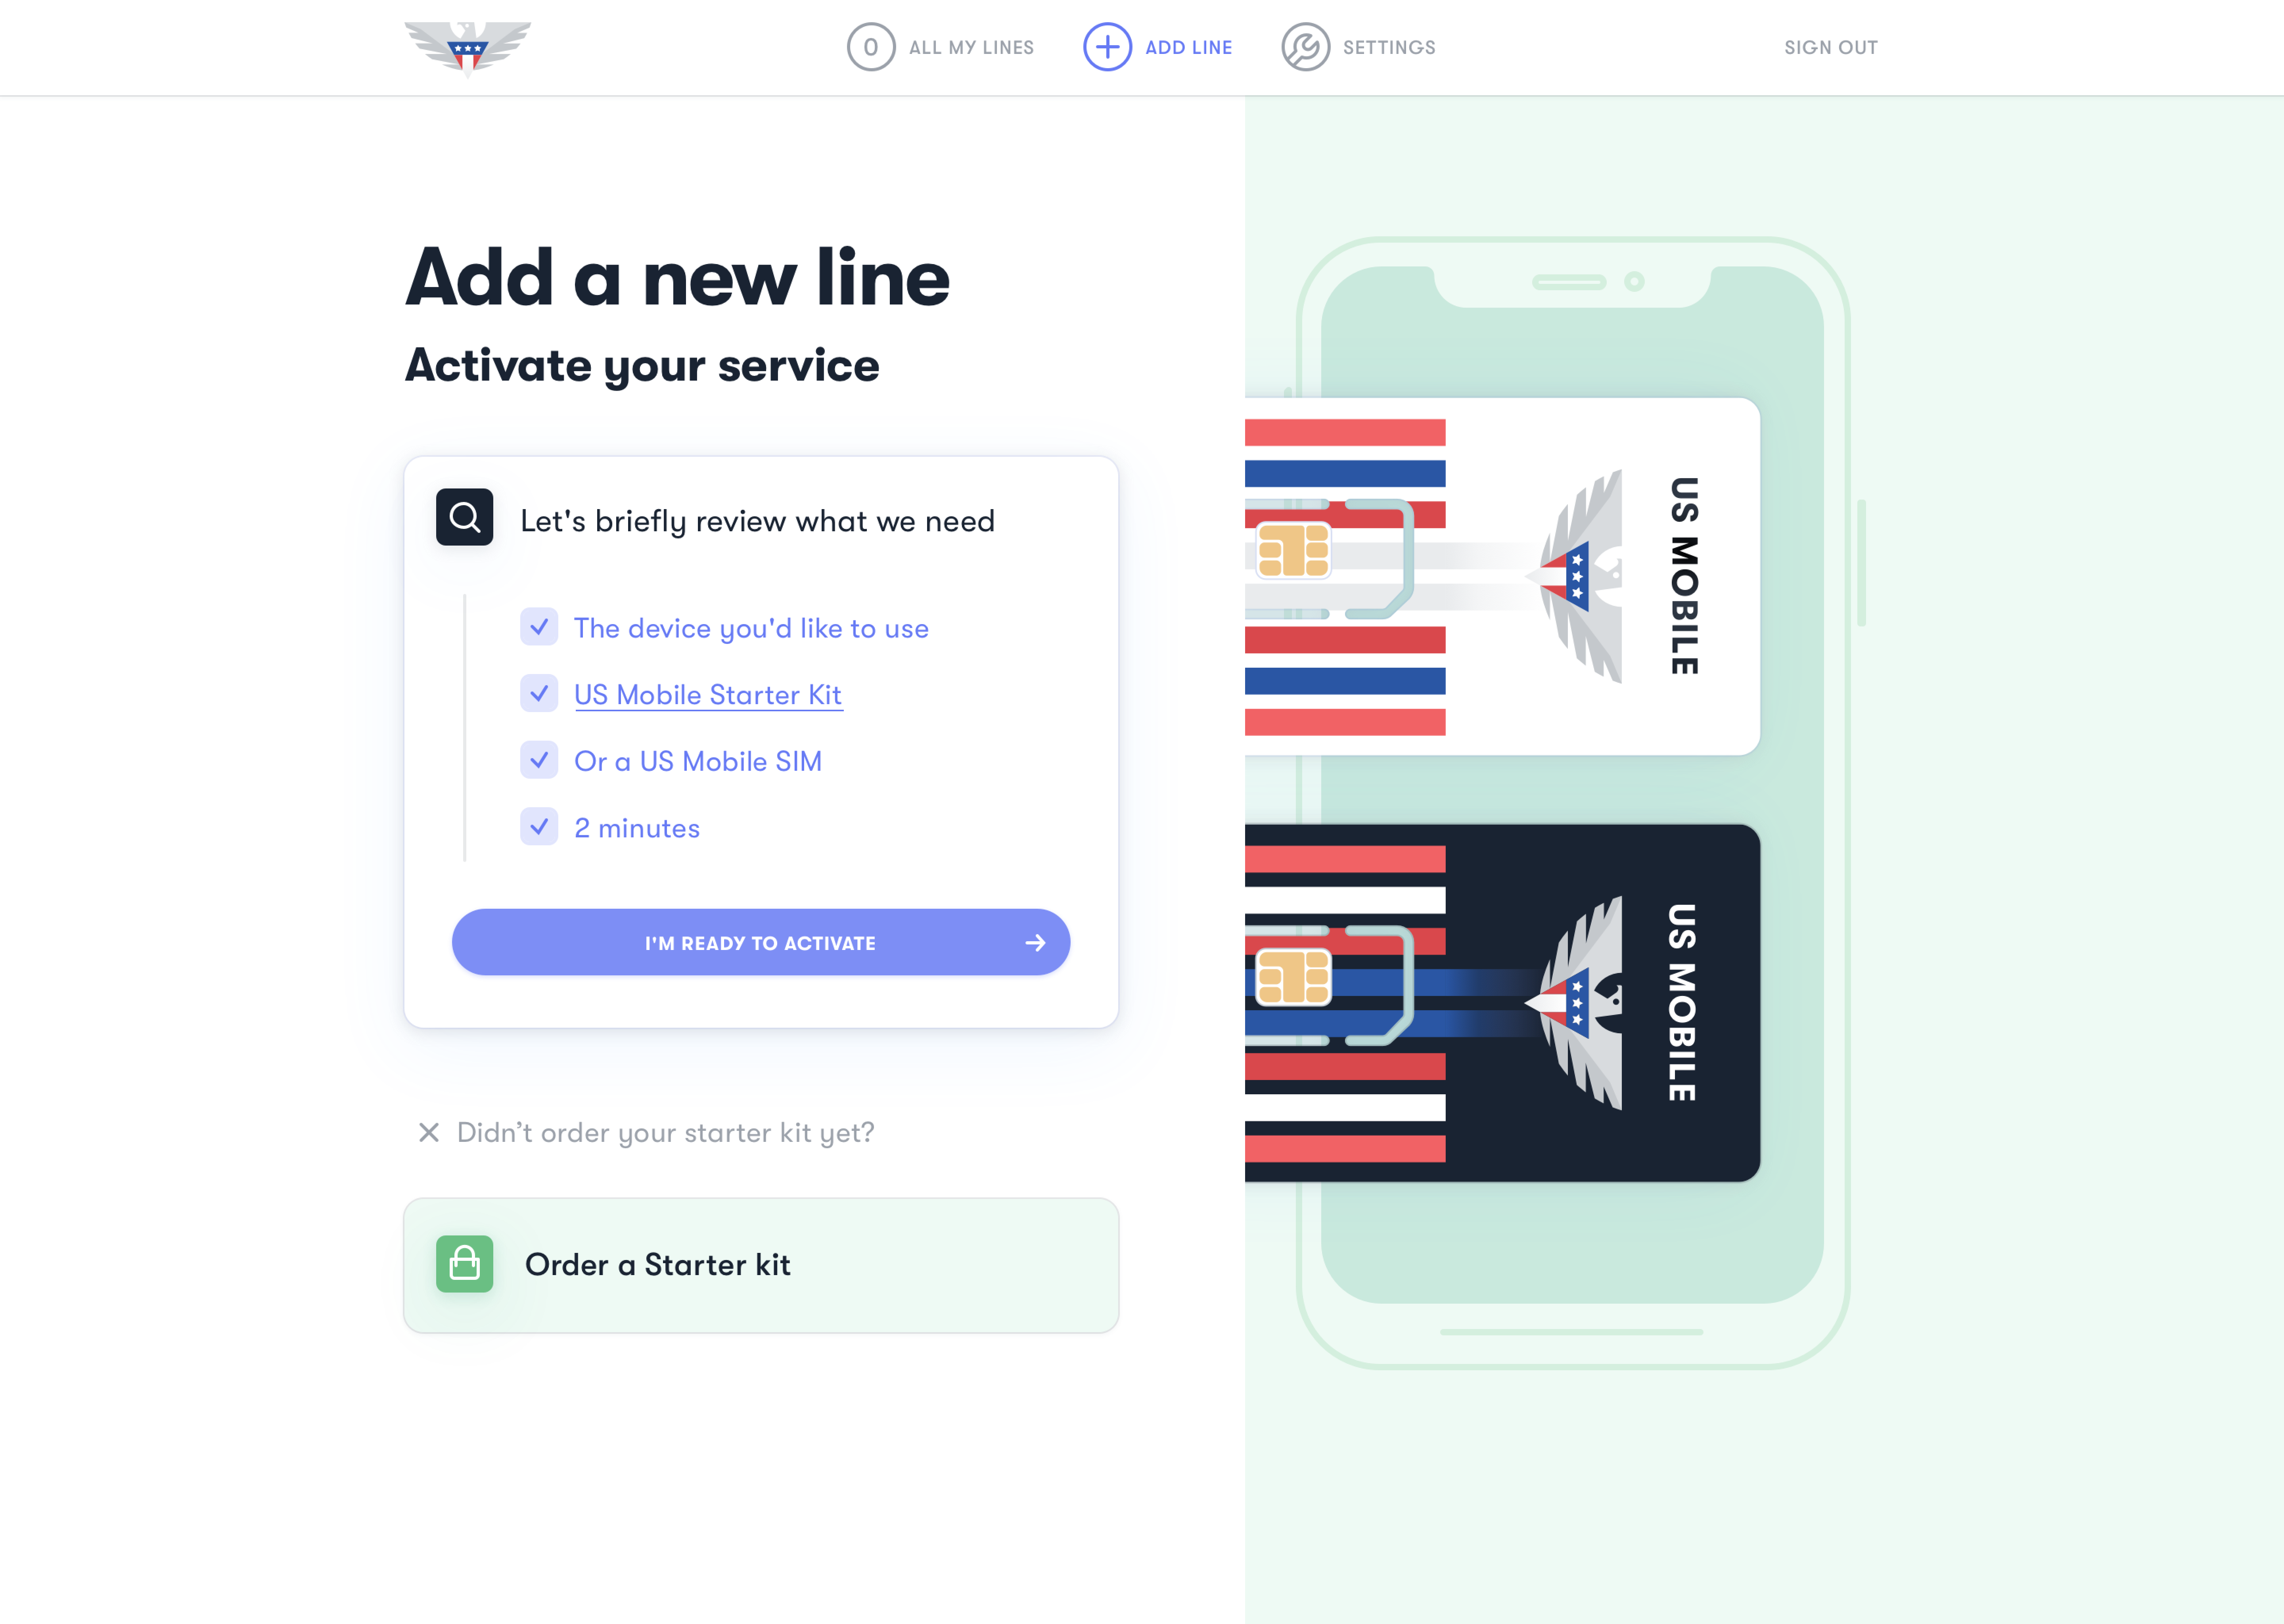 0 ALL MY LINES
ADD LINE
SETTINGS
SIGN OUT
Add a new line
Activate your service
Let's briefly review what we need
The device you'd like to use
US Mobile Starter Kit
Or a US Mobile SIM
2 minutes
I'M READY TO ACTIVATE
Didn’t order your starter kit yet?
Order a Starter kit
US MOBILE
US MOBILE